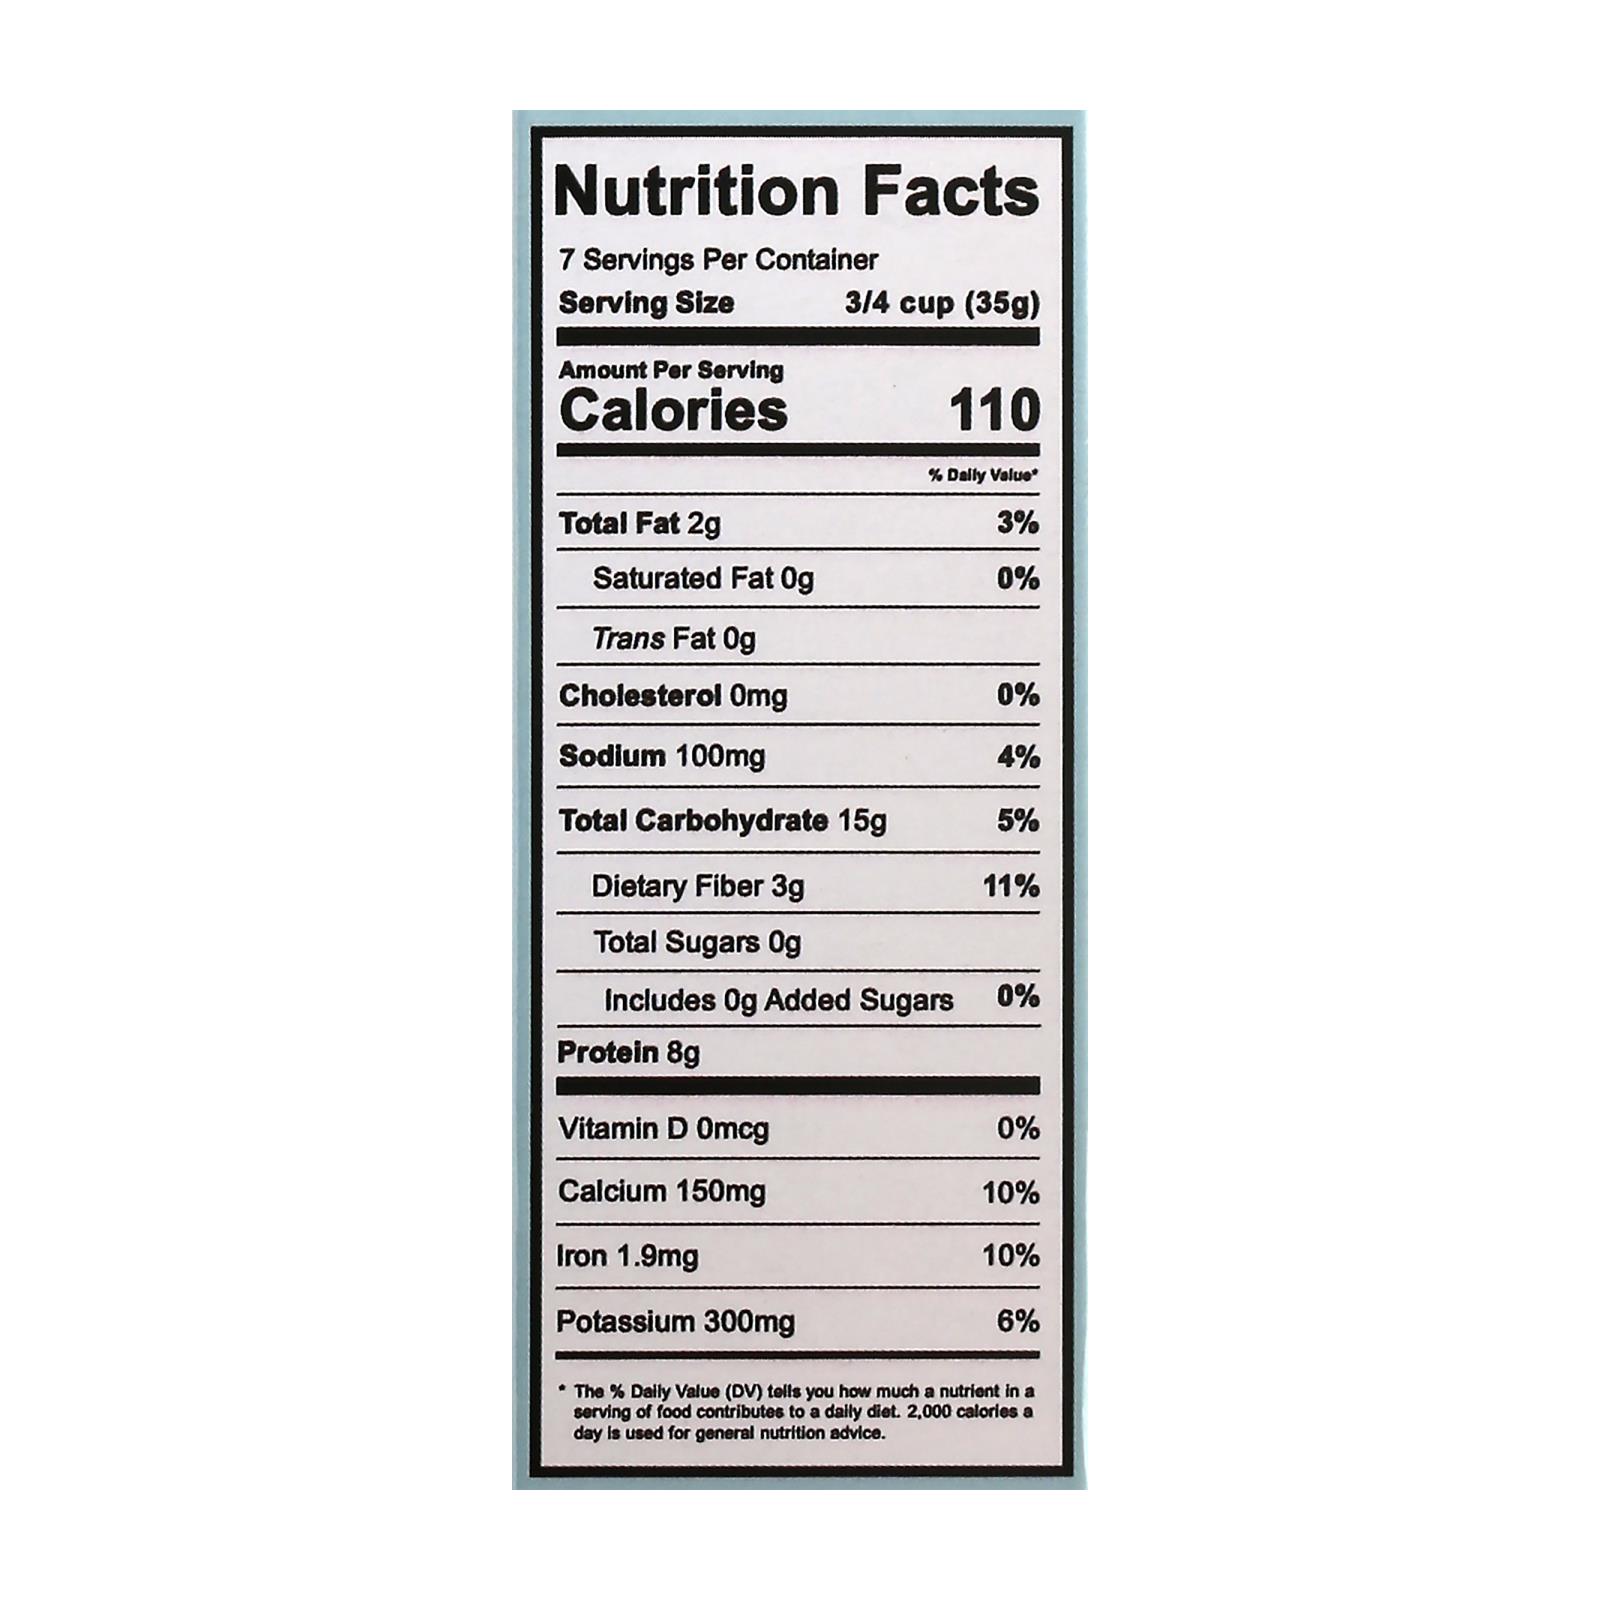 Nutrition Facts
7 Servings Per Container
Serving Size 3/4 cup (35g)
Amount Per Serving
Calories 110
% Daily Value*
Total Fat 2g 3%
Saturated Fat 0g 0%
Trans Fat 0g
Cholesterol 0mg 0%
Sodium 100mg 4%
Total Carbohydrate 15g 5%
Dietary Fiber 3g 11%
Total Sugars 0g
Includes 0g Added Sugars 0%
Protein 8g
Vitamin D 0mcg 0%
Calcium 150mg 10%
Iron 1.9mg 10%
Potassium 300mg 6%
* The % Daily Value (DV) tells you how much a nutrient in a
serving of food contributes to a daily diet. 2,000 calories a
day is used for general nutrition advice.